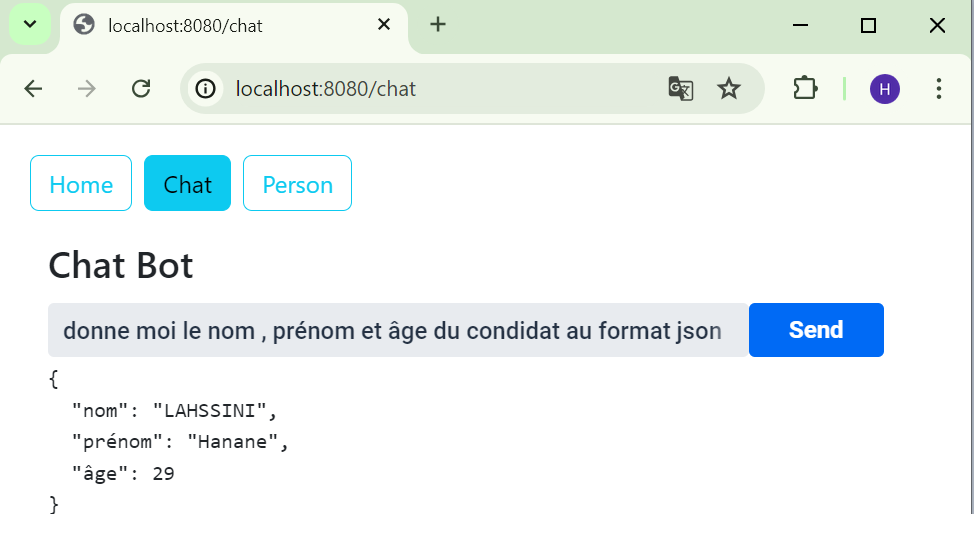 localhost:8080/chat
localhost:8080/chat
H
Home Chat Person
Chat Bot
donne moi le nom , prénom et âge du condidat au format json Send
{
"nom": "LAHSSINI",
"prénom": "Hanane",
"âge": 29
}